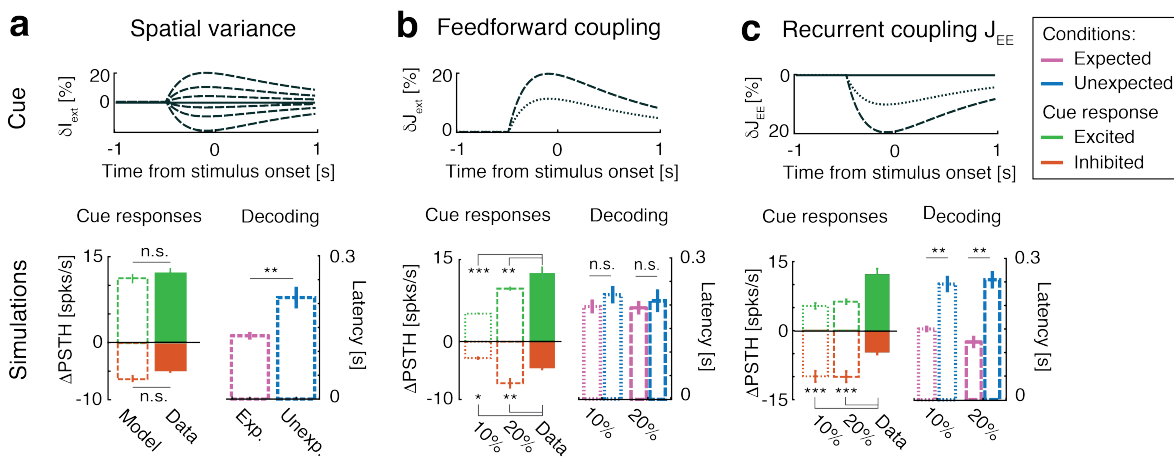 a
Spatial variance
b
Feedforward coupling
c
Recurrent coupling J_EE
Conditions:
Expected
Unexpected
Cue response
Excited
Inhibited
Cue
δI_ext [%]
20
0
-1
0
1
Time from stimulus onset [s]
δJ_ext [%]
20
0
-1
0
1
Time from stimulus onset [s]
δJ_EE [%]
0
20
-1
0
1
Time from stimulus onset [s]
Simulations
Cue responses
Decoding
ΔPSTH [spks/s]
15
0
-10
n.s.
n.s.
Model
Data
**
0.3
0
Latency [s]
Exp.
Unexp.
Cue responses
Decoding
ΔPSTH [spks/s]
15
0
-10
*** **
* **
10%
20%
Data
n.s. n.s.
0.3
0
Latency [s]
10%
20%
Cue responses
Decoding
ΔPSTH [spks/s]
15
0
-15
*** ***
10%
20%
Data
** **
0.3
0
Latency [s]
10%
20%